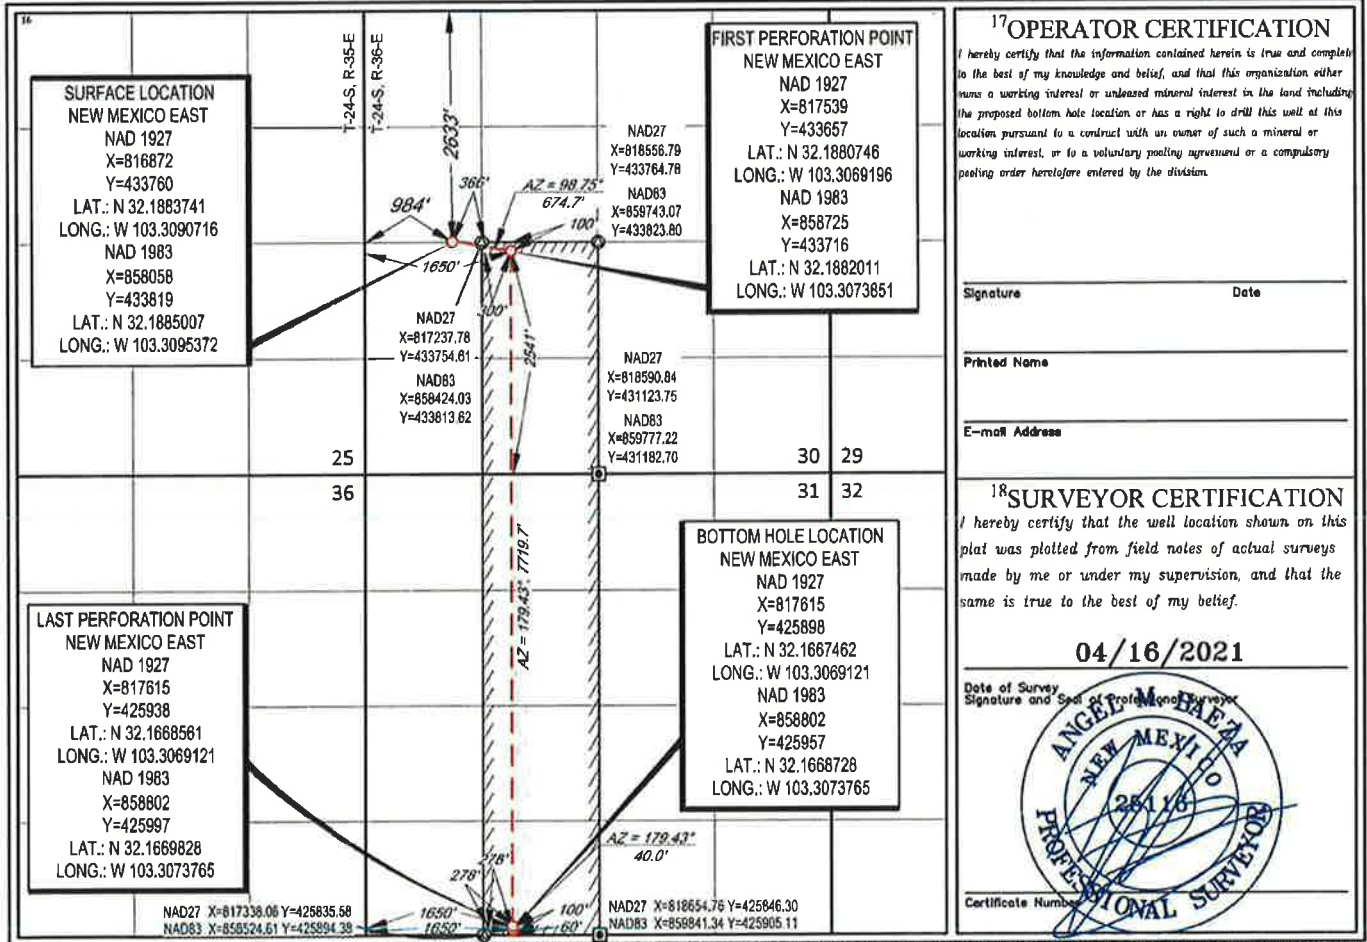 16
T-24-S, R-35-E
T-24-S, R-36-E
SURFACE LOCATION
NEW MEXICO EAST
NAD 1927
X=816872
Y=433760
LAT.: N 32.1883741
LONG.: W 103.3090716
NAD 1983
X=858058
Y=433819
LAT.: N 32.1885007
LONG.: W 103.3095372
FIRST PERFORATION POINT
NEW MEXICO EAST
NAD 1927
X=817539
Y=433657
LAT.: N 32.1880746
LONG.: W 103.3069196
NAD 1983
X=858725
Y=433716
LAT.: N 32.1882011
LONG.: W 103.3073851
2633'
NAD27
X=818556.79
Y=433764.78
NAD83
X=859743.07
Y=433823.80
984'
366'
AZ = 98.75°
674.7'
100'
1650'
300'
2541'
NAD27
X=817237.78
Y=433754.61
NAD83
X=858424.03
Y=433813.62
NAD27
X=818590.84
Y=431123.75
NAD83
X=859777.22
Y=431182.70
25
30 29
36
31 32
AZ = 179.43°, 7719.7'
LAST PERFORATION POINT
NEW MEXICO EAST
NAD 1927
X=817615
Y=425938
LAT.: N 32.1668561
LONG.: W 103.3069121
NAD 1983
X=858802
Y=425997
LAT.: N 32.1669828
LONG.: W 103.3073765
BOTTOM HOLE LOCATION
NEW MEXICO EAST
NAD 1927
X=817615
Y=425898
LAT.: N 32.1667462
LONG.: W 103.3069121
NAD 1983
X=858802
Y=425957
LAT.: N 32.1668728
LONG.: W 103.3073765
AZ = 179.43°
40.0'
278'
278'
NAD27 X=817338.06 Y=425835.58
NAD83 X=858524.61 Y=425894.38
1650'
1650'
100'
60'
NAD27 X=818654.76 Y=425846.30
NAD83 X=859841.34 Y=425905.11
17 OPERATOR CERTIFICATION
I hereby certify that the information contained herein is true and complete
to the best of my knowledge and belief, and that this organization either
owns a working interest or unleased mineral interest in the land including
the proposed bottom hole location or has a right to drill this well at this
location pursuant to a contract with an owner of such a mineral or
working interest, or to a voluntary pooling agreement or a compulsory
pooling order heretofore entered by the division.
Signature Date
Printed Name
E-mail Address
18 SURVEYOR CERTIFICATION
I hereby certify that the well location shown on this
plat was plotted from field notes of actual surveys
made by me or under my supervision, and that the
same is true to the best of my belief.
04/16/2021
Date of Survey
Signature and Seal of Professional Surveyor
ANGEL M. BAEZA
NEW MEXICO
25116
PROFESSIONAL SURVEYOR
Certificate Number